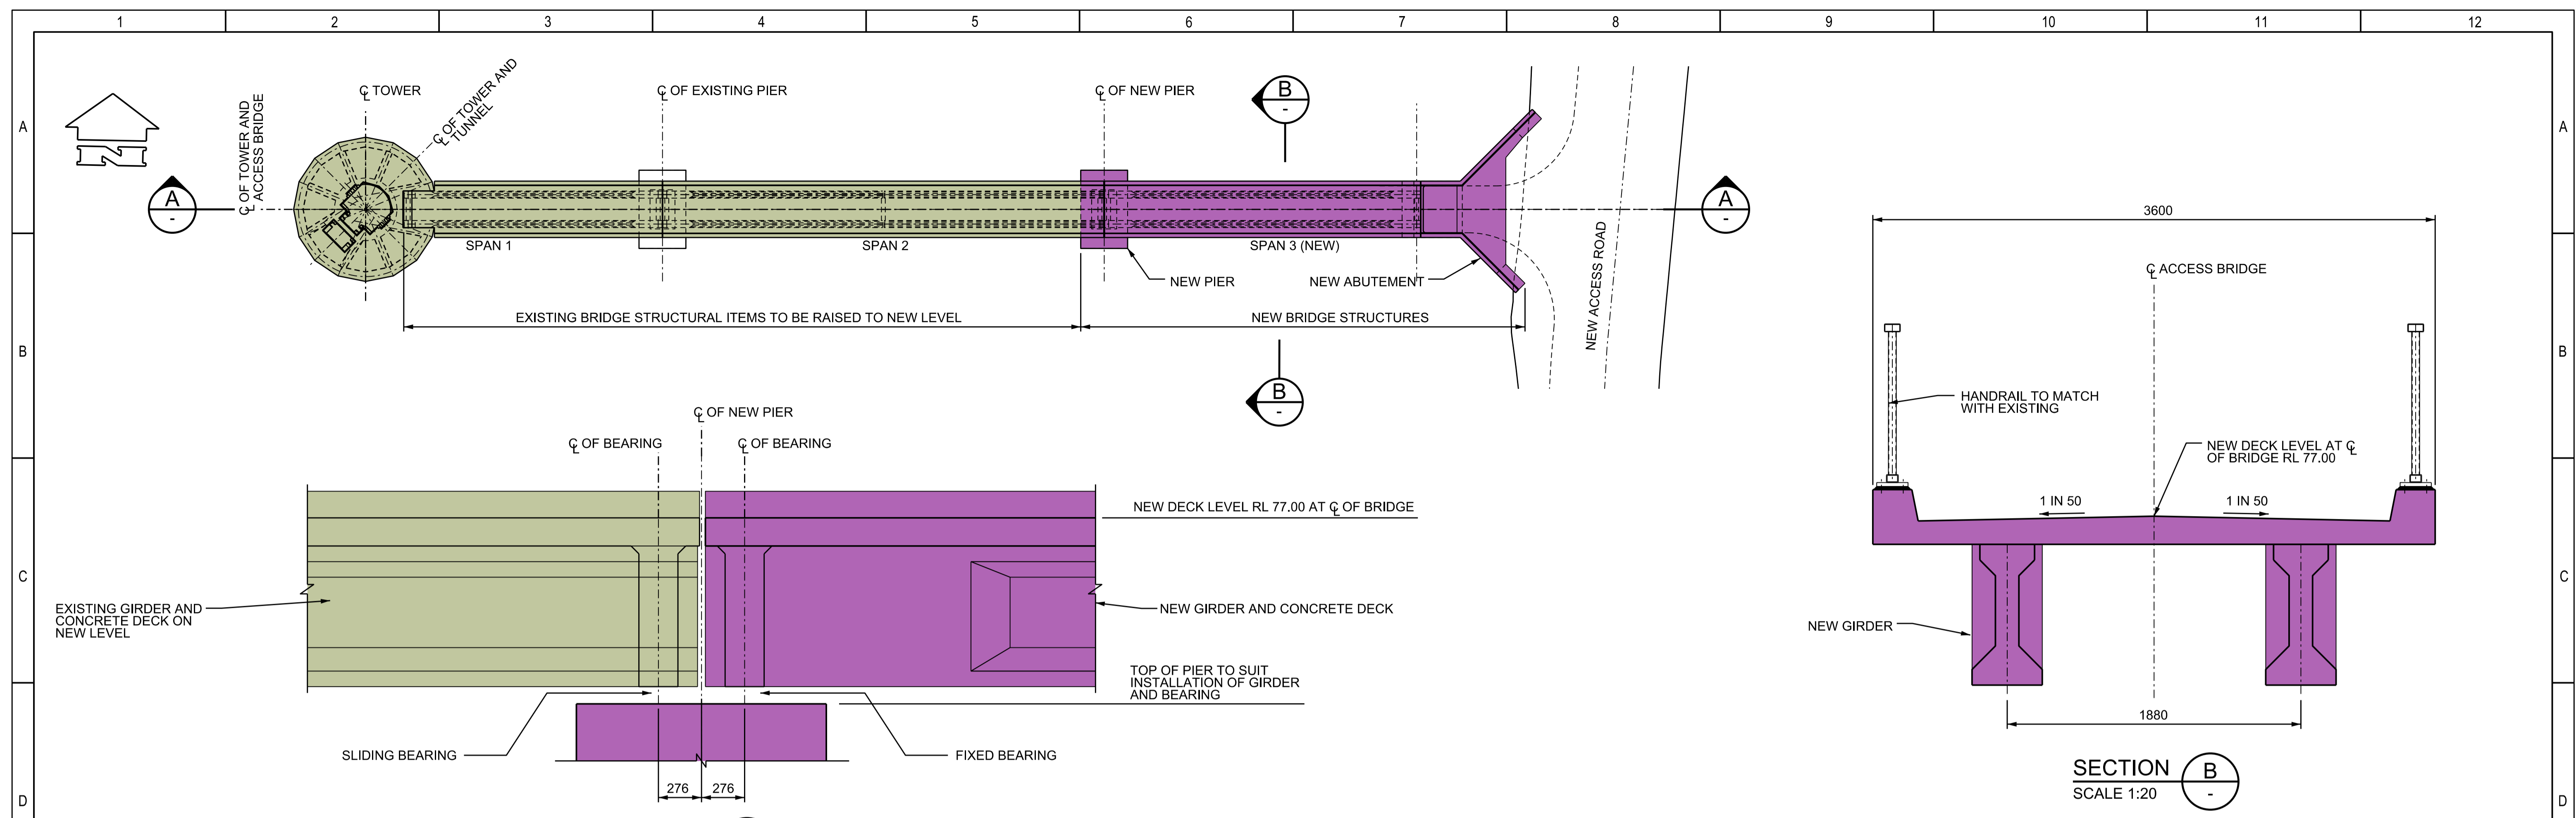 1 2 3 4 5 6 7 8 9 10 11 12
A
B
C
D
A
B
C
D
N
℄ OF TOWER AND
ACCESS BRIDGE
℄ TOWER
℄ OF TOWER AND
TUNNEL
℄ OF EXISTING PIER
℄ OF NEW PIER
B
-
A
-
A
-
SPAN 1
SPAN 2
SPAN 3 (NEW)
NEW PIER
NEW ABUTEMENT
NEW ACCESS ROAD
EXISTING BRIDGE STRUCTURAL ITEMS TO BE RAISED TO NEW LEVEL
NEW BRIDGE STRUCTURES
B
-
℄ OF NEW PIER
℄ OF BEARING
℄ OF BEARING
NEW DECK LEVEL RL 77.00 AT ℄ OF BRIDGE
EXISTING GIRDER AND
CONCRETE DECK ON
NEW LEVEL
NEW GIRDER AND CONCRETE DECK
TOP OF PIER TO SUIT
INSTALLATION OF GIRDER
AND BEARING
SLIDING BEARING
FIXED BEARING
276
276
3600
℄ ACCESS BRIDGE
HANDRAIL TO MATCH
WITH EXISTING
NEW DECK LEVEL AT ℄
OF BRIDGE RL 77.00
1 IN 50
1 IN 50
NEW GIRDER
1880
SECTION
SCALE 1:20
B
-